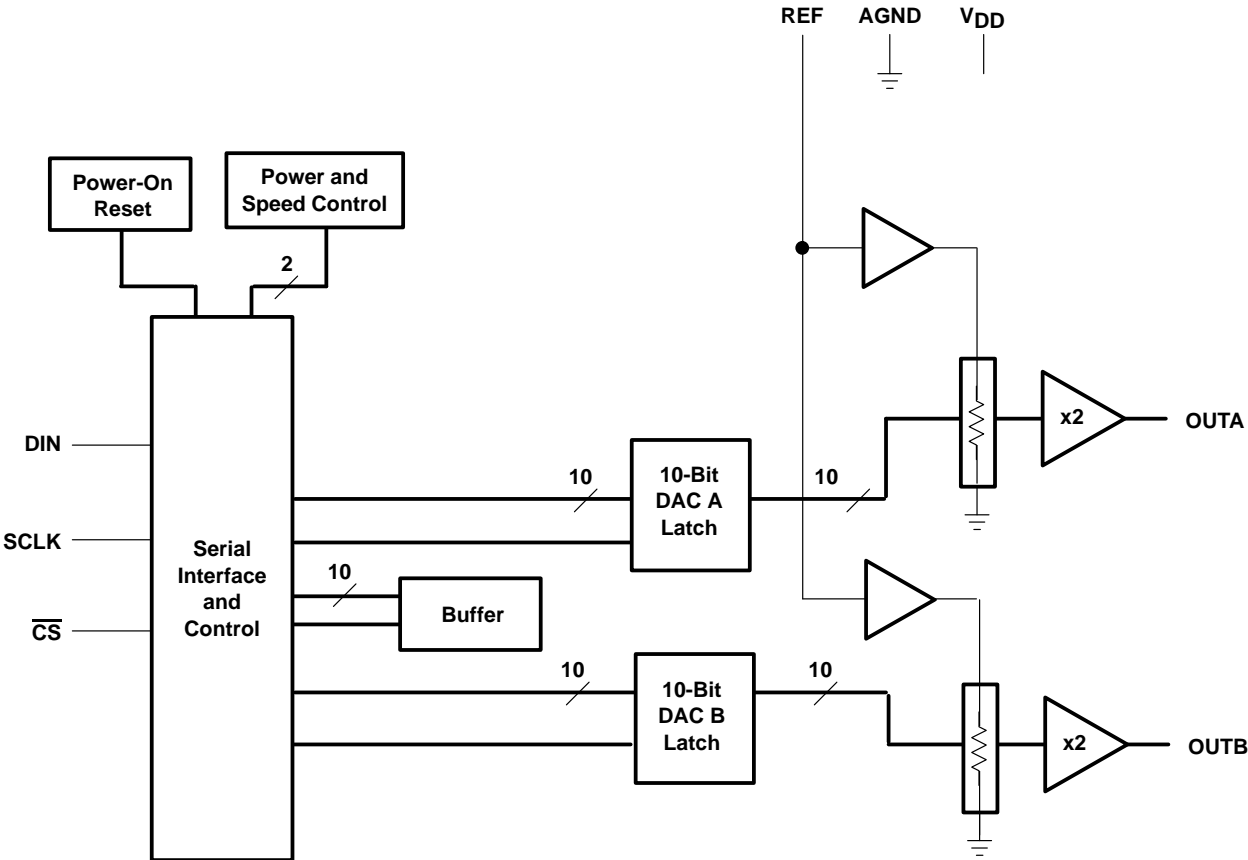 REF AGND VDD
Power-On
Reset
Power and
Speed Control
2
DIN
SCLK
CS
Serial
Interface
and
Control
10
10-Bit
DAC A
Latch
10
x2
OUTA
10
Buffer
10
10-Bit
DAC B
Latch
10
x2
OUTB